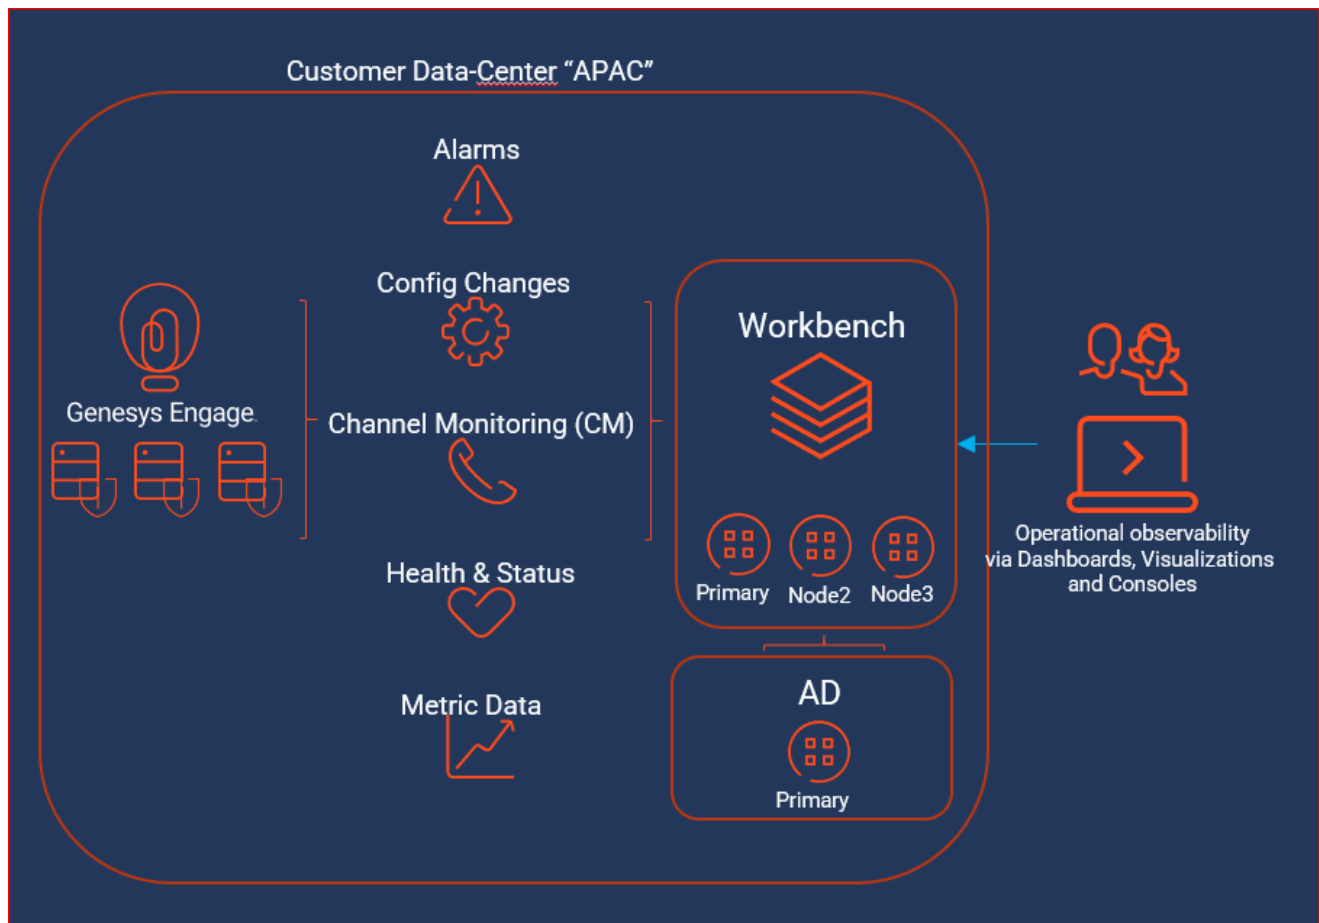 Customer Data-Center “APAC”
Alarms
Config Changes
Channel Monitoring (CM)
Health & Status
Metric Data
Genesys Engage
Workbench
Primary
Node2
Node3
AD
Primary
Operational observability
via Dashboards, Visualizations
and Consoles